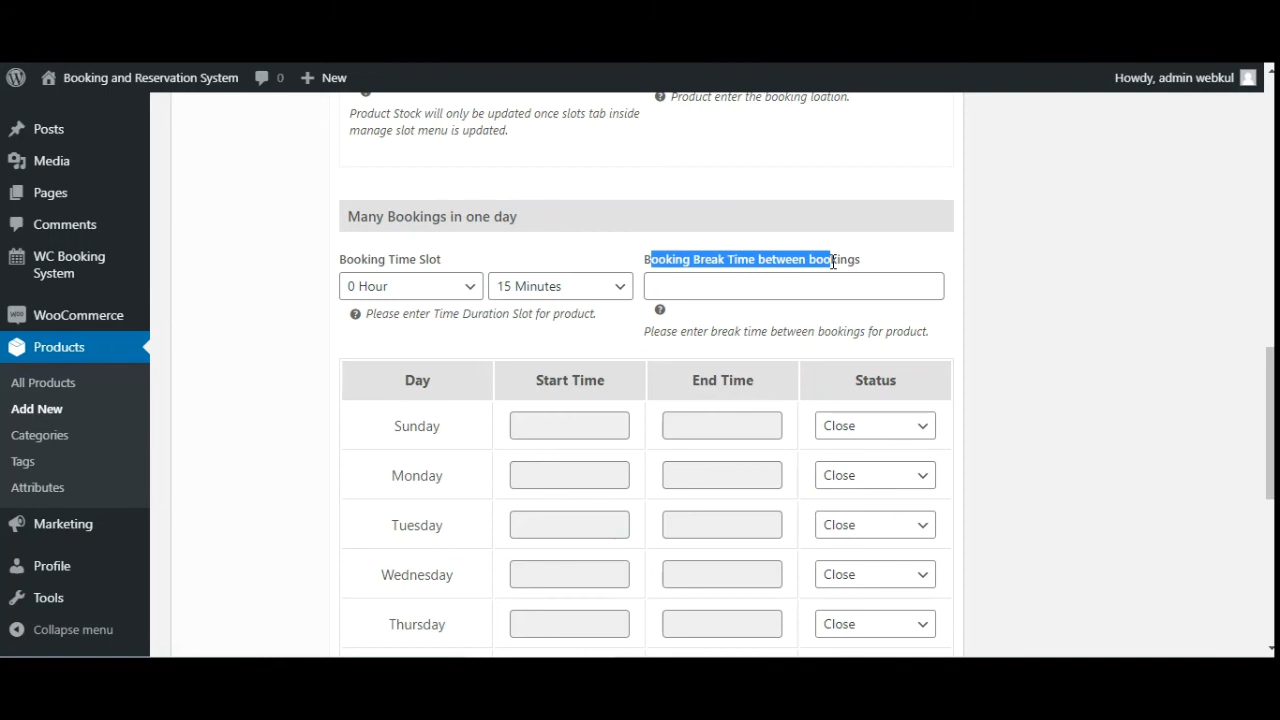 Booking and Reservation System 0 New Howdy, admin webkul
Posts
Media
Pages
Comments
WC Booking
System
WooCommerce
Products
All Products
Add New
Categories
Tags
Attributes
Marketing
Profile
Tools
Collapse menu
Product Stock will only be updated once slots tab inside
manage slot menu is updated.
Product enter the booking loation.
Many Bookings in one day
Booking Time Slot
0 Hour 15 Minutes
Please enter Time Duration Slot for product.
Booking Break Time between bookings
Please enter break time between bookings for product.
Day Start Time End Time Status
Sunday Close
Monday Close
Tuesday Close
Wednesday Close
Thursday Close